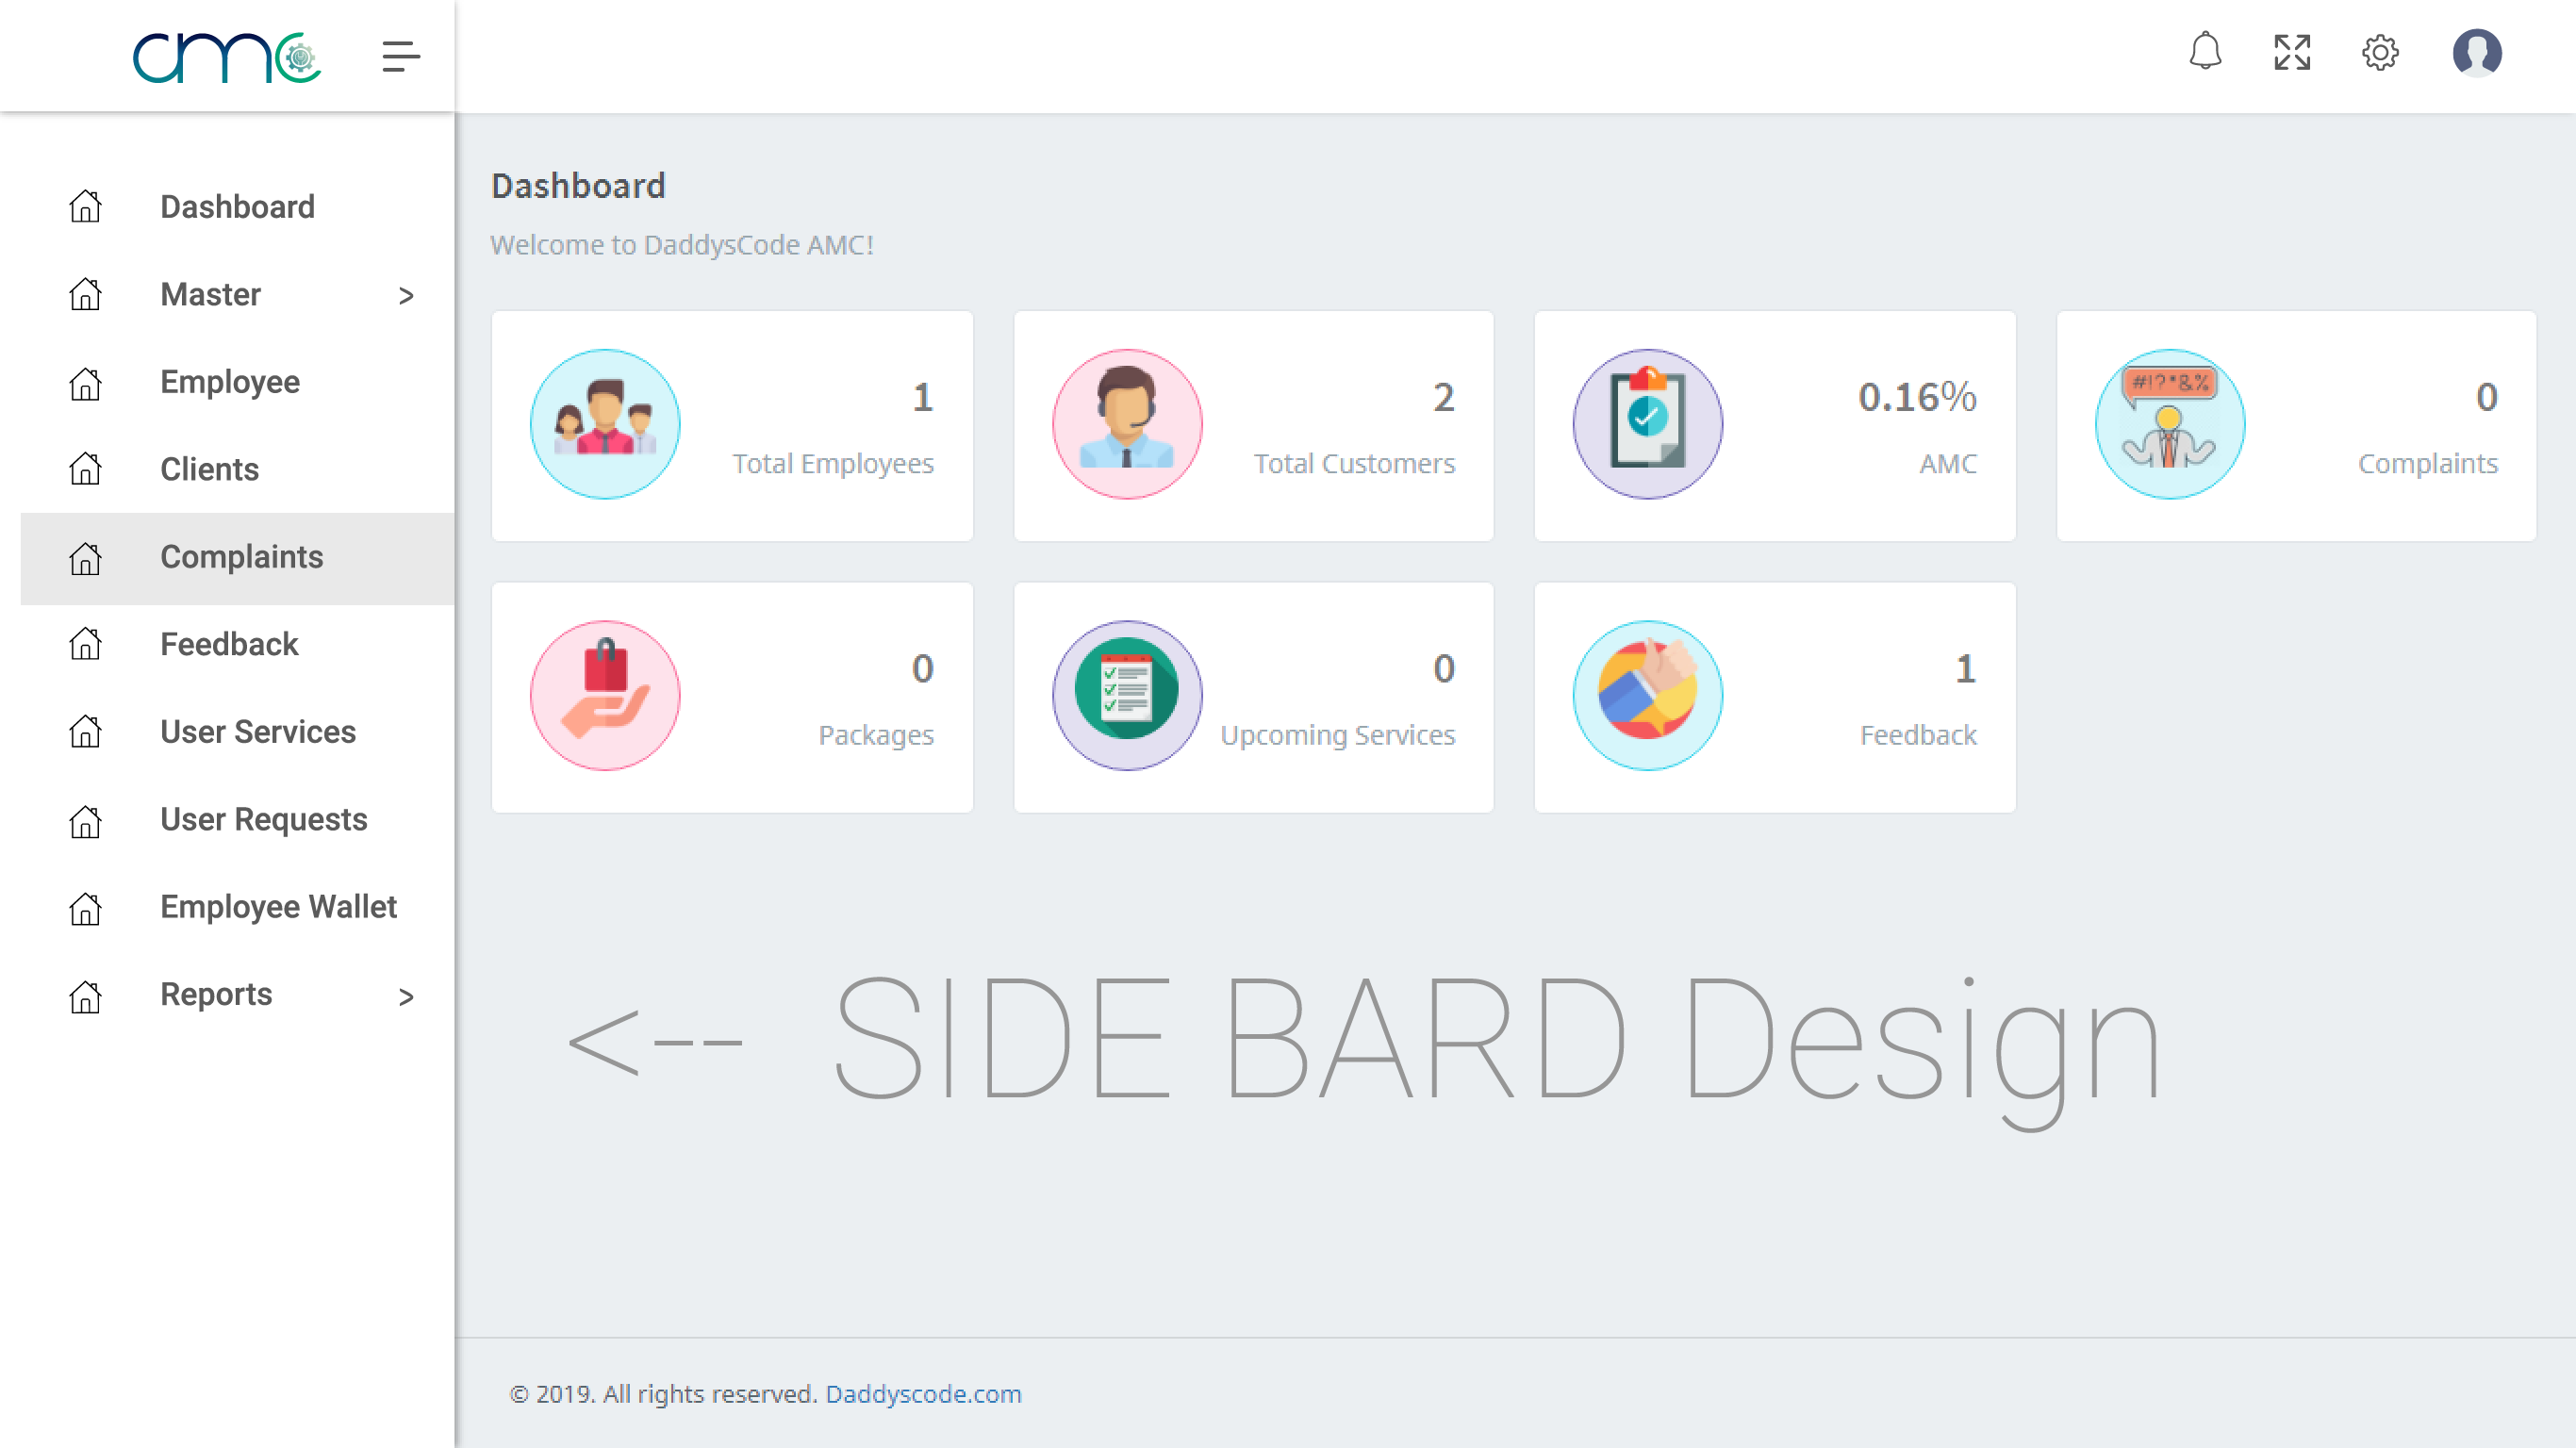 amc
Dashboard
Master >
Employee
Clients
Complaints
Feedback
User Services
User Requests
Employee Wallet
Reports >
Dashboard
Welcome to DaddysCode AMC!
1
Total Employees
2
Total Customers
0.16%
AMC
#!?*&%
0
Complaints
0
Packages
0
Upcoming Services
1
Feedback
<-- SIDE BARD Design
© 2019. All rights reserved. Daddyscode.com